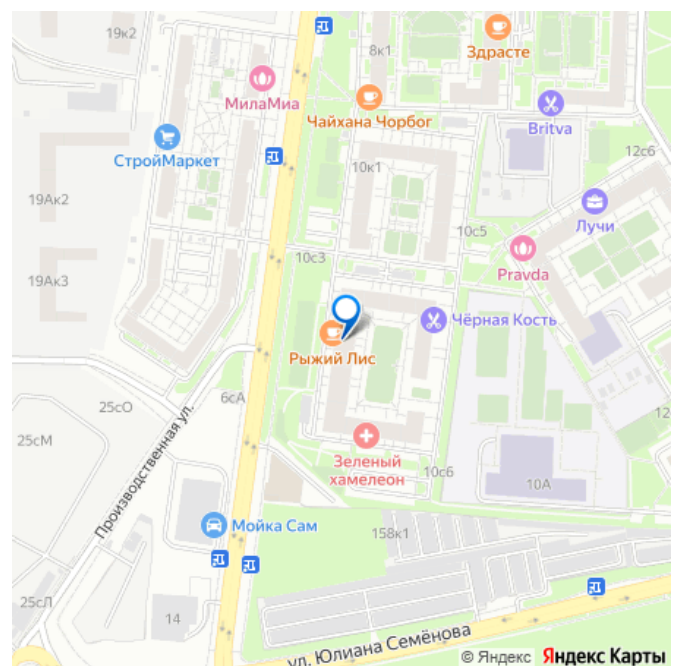 19к2
8к1
Здрасте
МилаМиа
Чайхана Чорбог
Britva
СтройМаркет
12с6
10к1
19Ак2
Лучи
10с5
10с3
Pravda
19Ак3
Чёрная Кость
Рыжий Лис
6сА
25сО
12
25сМ
Зеленый
хамелеон
10с6
10А
Производственная ул.
Мойка Сам
158к1
25сЛ
14
ул. Юлиана Семёнова
© Яндекс Яндекс Карты